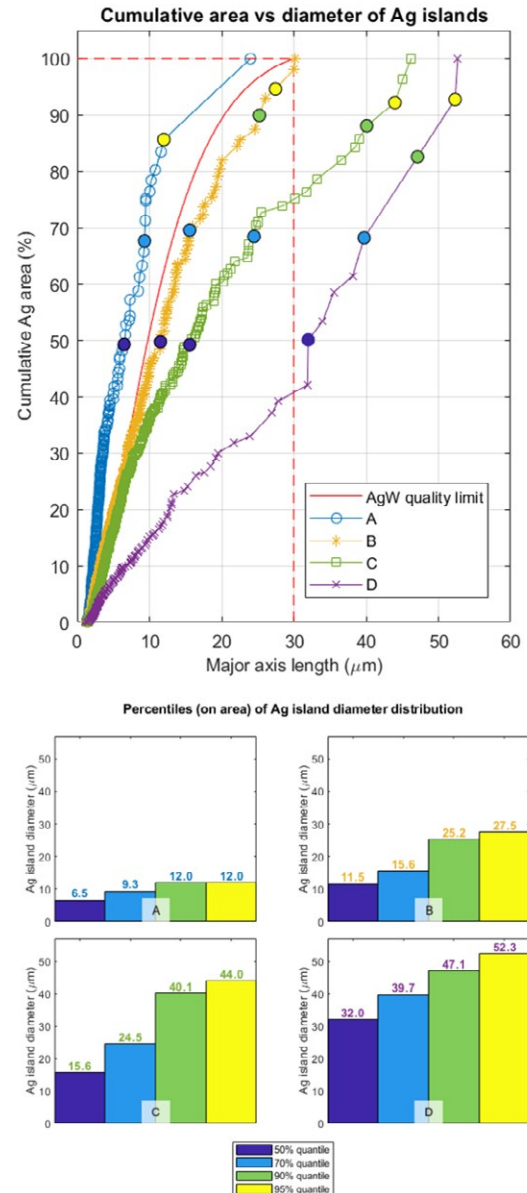 Cumulative area vs diameter of Ag islands
Cumulative Ag area (%)
100
90
80
70
60
50
40
30
20
10
0
0 10 20 30 40 50 60
Major axis length (μm)
AgW quality limit
A
B
C
D
Percentiles (on area) of Ag island diameter distribution
Ag island diameter (μm)
50
40
30
20
10
0
6.5 9.3 12.0 12.0
A
Ag island diameter (μm)
50
40
30
20
10
0
11.5 15.6 25.2 27.5
B
Ag island diameter (μm)
50
40
30
20
10
0
15.6 24.5 40.1 44.0
C
Ag island diameter (μm)
50
40
30
20
10
0
32.0 39.7 47.1 52.3
D
50% quantile
70% quantile
90% quantile
95% quantile